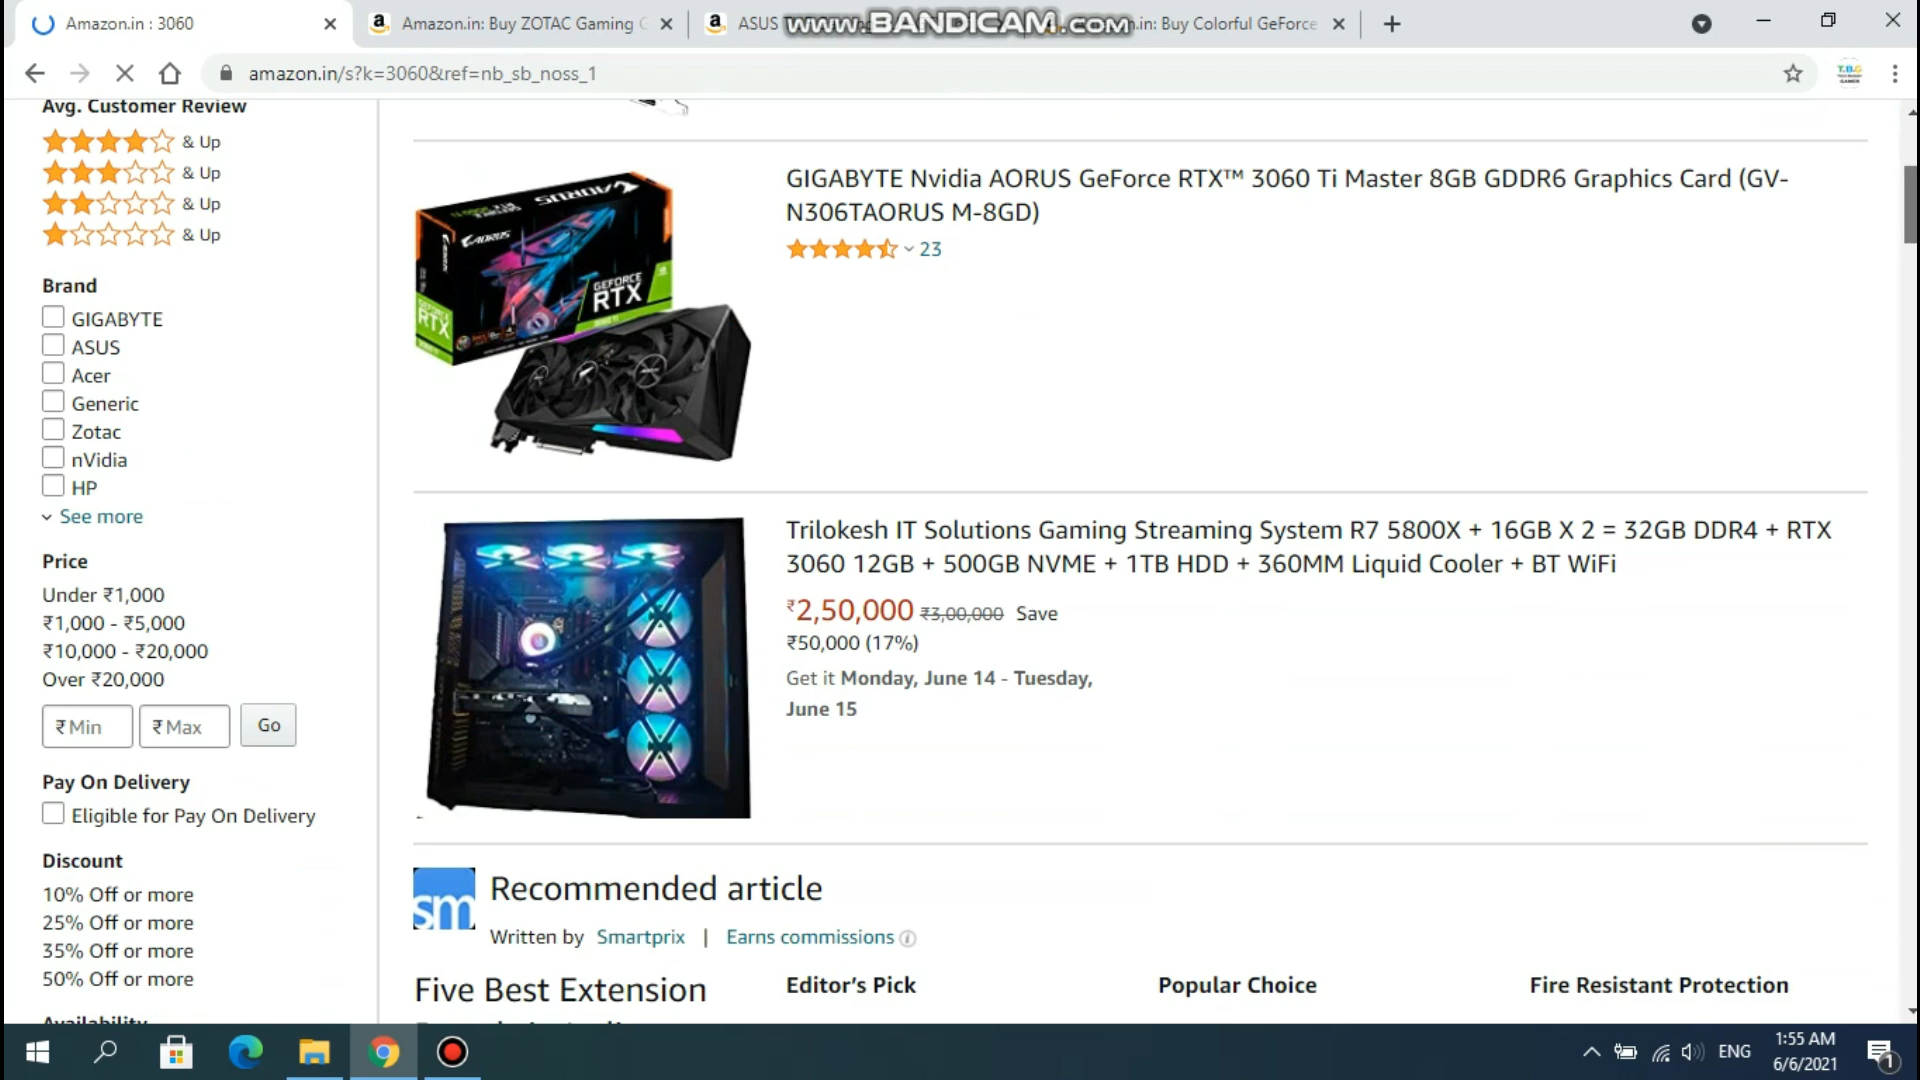 Amazon.in : 3060
Amazon.in: Buy ZOTAC Gaming G
ASUS
www.BANDICAM.com
.in: Buy Colorful GeForce
amazon.in/s?k=3060&ref=nb_sb_noss_1
Avg. Customer Review
& Up
& Up
& Up
& Up
Brand
GIGABYTE
ASUS
Acer
Generic
Zotac
nVidia
HP
See more
Price
Under ₹1,000
₹1,000 - ₹5,000
₹10,000 - ₹20,000
Over ₹20,000
₹ Min
₹ Max
Go
Pay On Delivery
Eligible for Pay On Delivery
Discount
10% Off or more
25% Off or more
35% Off or more
50% Off or more
Availability
AORUS
AORUS
GEFORCE
RTX
GEFORCE
RTX
GIGABYTE Nvidia AORUS GeForce RTX™ 3060 Ti Master 8GB GDDR6 Graphics Card (GV-
N306TAORUS M-8GD)
23
Trilokesh IT Solutions Gaming Streaming System R7 5800X + 16GB X 2 = 32GB DDR4 + RTX
3060 12GB + 500GB NVME + 1TB HDD + 360MM Liquid Cooler + BT WiFi
₹2,50,000 ₹3,00,000 Save
₹50,000 (17%)
Get it Monday, June 14 - Tuesday,
June 15
sm
Recommended article
Written by Smartprix | Earns commissions
Five Best Extension
Editor's Pick
Popular Choice
Fire Resistant Protection
ENG
1:55 AM
6/6/2021
1